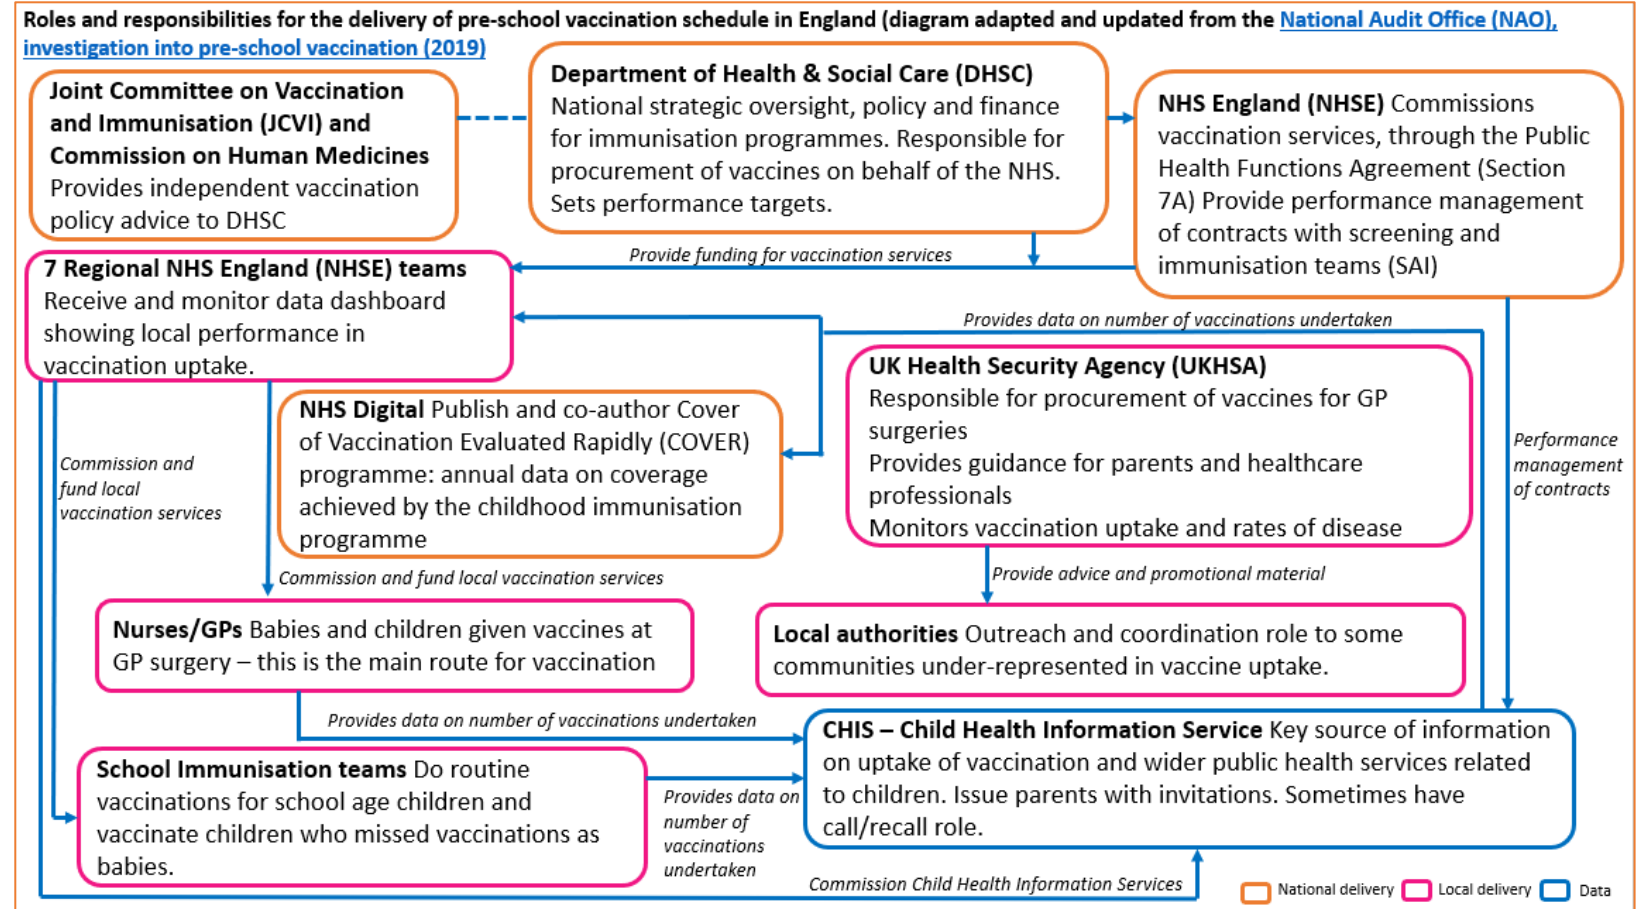 Roles and responsibilities for the delivery of pre-school vaccination schedule in England (diagram adapted and updated from the National Audit Office (NAO),
investigation into pre-school vaccination (2019)
Joint Committee on Vaccination
and Immunisation (JCVI) and
Commission on Human Medicines
Provides independent vaccination
policy advice to DHSC
Department of Health & Social Care (DHSC)
National strategic oversight, policy and finance
for immunisation programmes. Responsible for
procurement of vaccines on behalf of the NHS.
Sets performance targets.
NHS England (NHSE) Commissions
vaccination services, through the Public
Health Functions Agreement (Section
7A) Provide performance management
of contracts with screening and
immunisation teams (SAI)
Provide funding for vaccination services
7 Regional NHS England (NHSE) teams
Receive and monitor data dashboard
showing local performance in
vaccination uptake.
Provides data on number of vaccinations undertaken
UK Health Security Agency (UKHSA)
Responsible for procurement of vaccines for GP
surgeries
Provides guidance for parents and healthcare
professionals
Monitors vaccination uptake and rates of disease
NHS Digital Publish and co-author Cover
of Vaccination Evaluated Rapidly (COVER)
programme: annual data on coverage
achieved by the childhood immunisation
programme
Performance
management
of contracts
Commission and
fund local
vaccination services
Commission and fund local vaccination services
Provide advice and promotional material
Nurses/GPs Babies and children given vaccines at
GP surgery – this is the main route for vaccination
Local authorities Outreach and coordination role to some
communities under-represented in vaccine uptake.
Provides data on number of vaccinations undertaken
CHIS – Child Health Information Service Key source of information
on uptake of vaccination and wider public health services related
to children. Issue parents with invitations. Sometimes have
call/recall role.
School Immunisation teams Do routine
vaccinations for school age children and
vaccinate children who missed vaccinations as
babies.
Provides data on
number of
vaccinations
undertaken
Commission Child Health Information Services
National delivery
Local delivery
Data